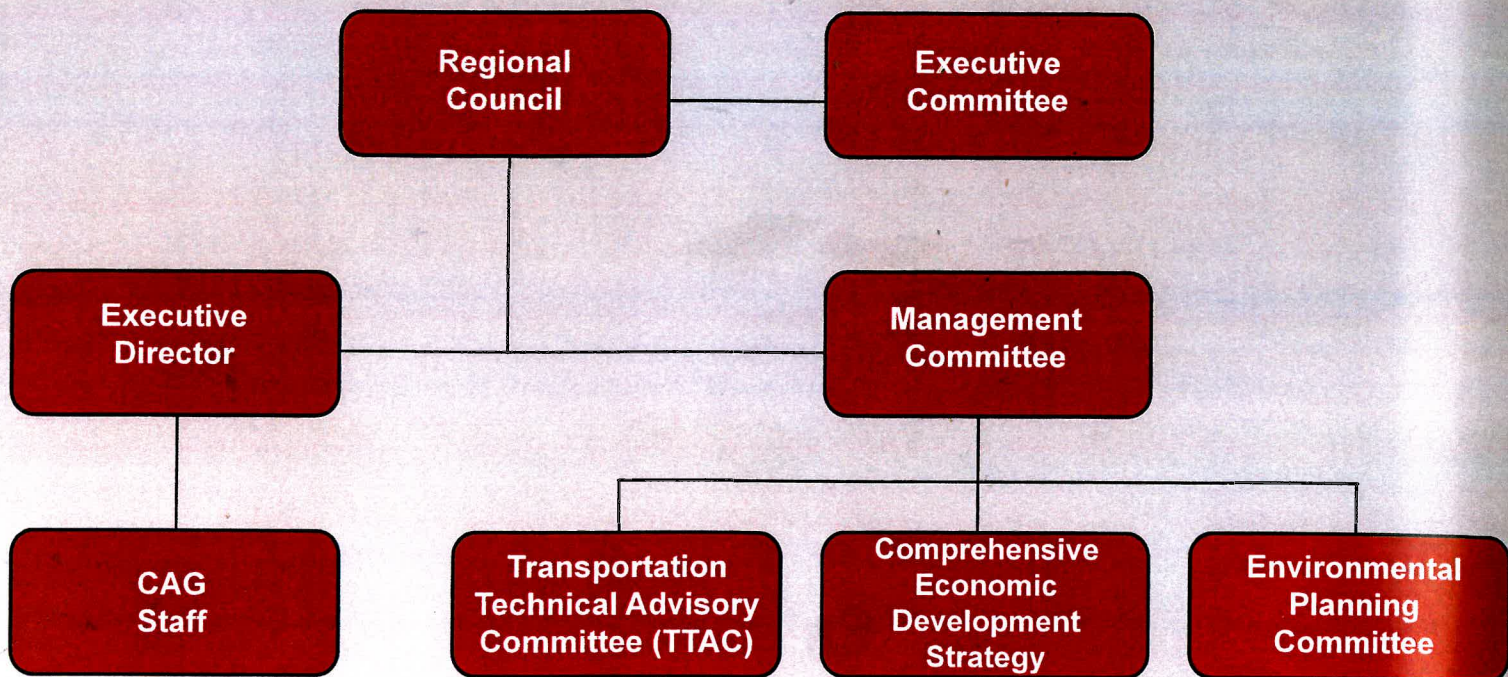 Regional
Council
Executive
Committee
Executive
Director
Management
Committee
CAG
Staff
Transportation
Technical Advisory
Committee (TTAC)
Comprehensive
Economic
Development
Strategy
Environmental
Planning
Committee